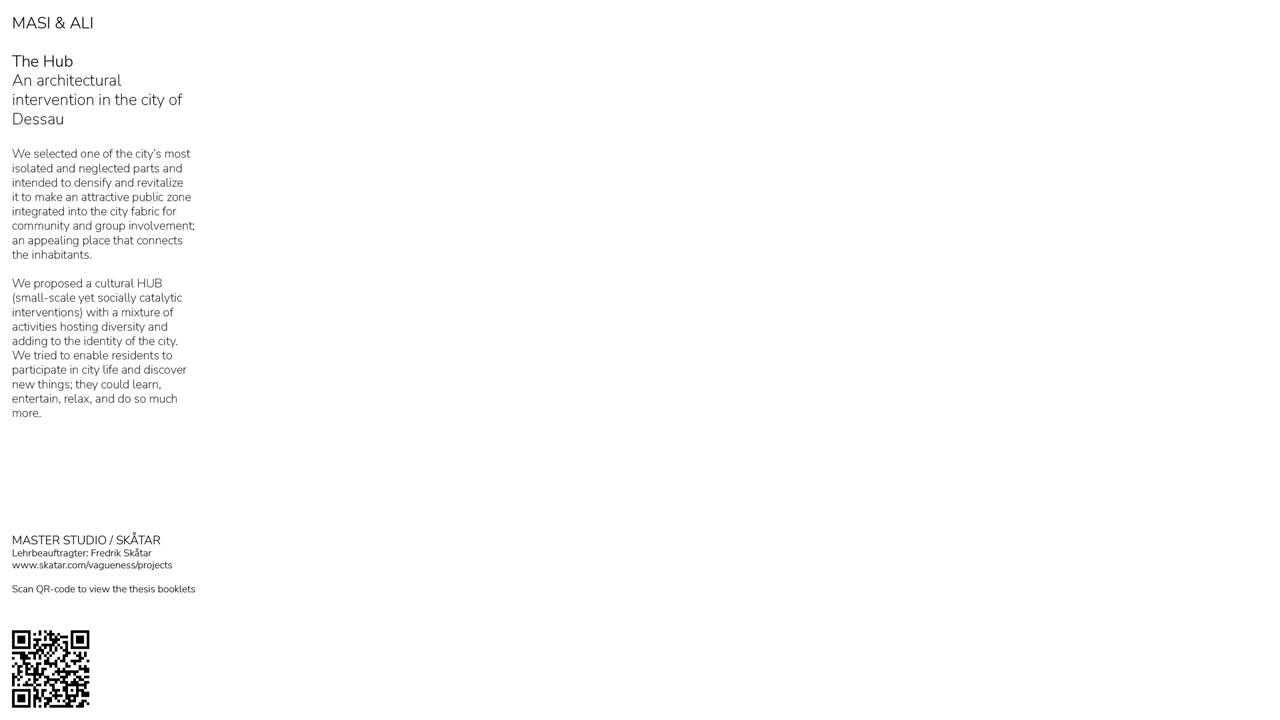 MASI & ALI
The Hub
An architectural
intervention in the city of
Dessau
We selected one of the city's most
isolated and neglected parts and
intended to densify and revitalize
it to make an attractive public zone
integrated into the city fabric for
community and group involvement;
an appealing place that connects
the inhabitants.
We proposed a cultural HUB
(small-scale yet socially catalytic
interventions) with a mixture of
activities hosting diversity and
adding to the identity of the city.
We tried to enable residents to
participate in city life and discover
new things; they could learn,
entertain, relax, and do so much
more.
MASTER STUDIO / SKÅTAR
Lehrbeauftragter: Fredrik Skåtar
www.skatar.com/vagueness/projects
Scan QR-code to view the thesis booklets